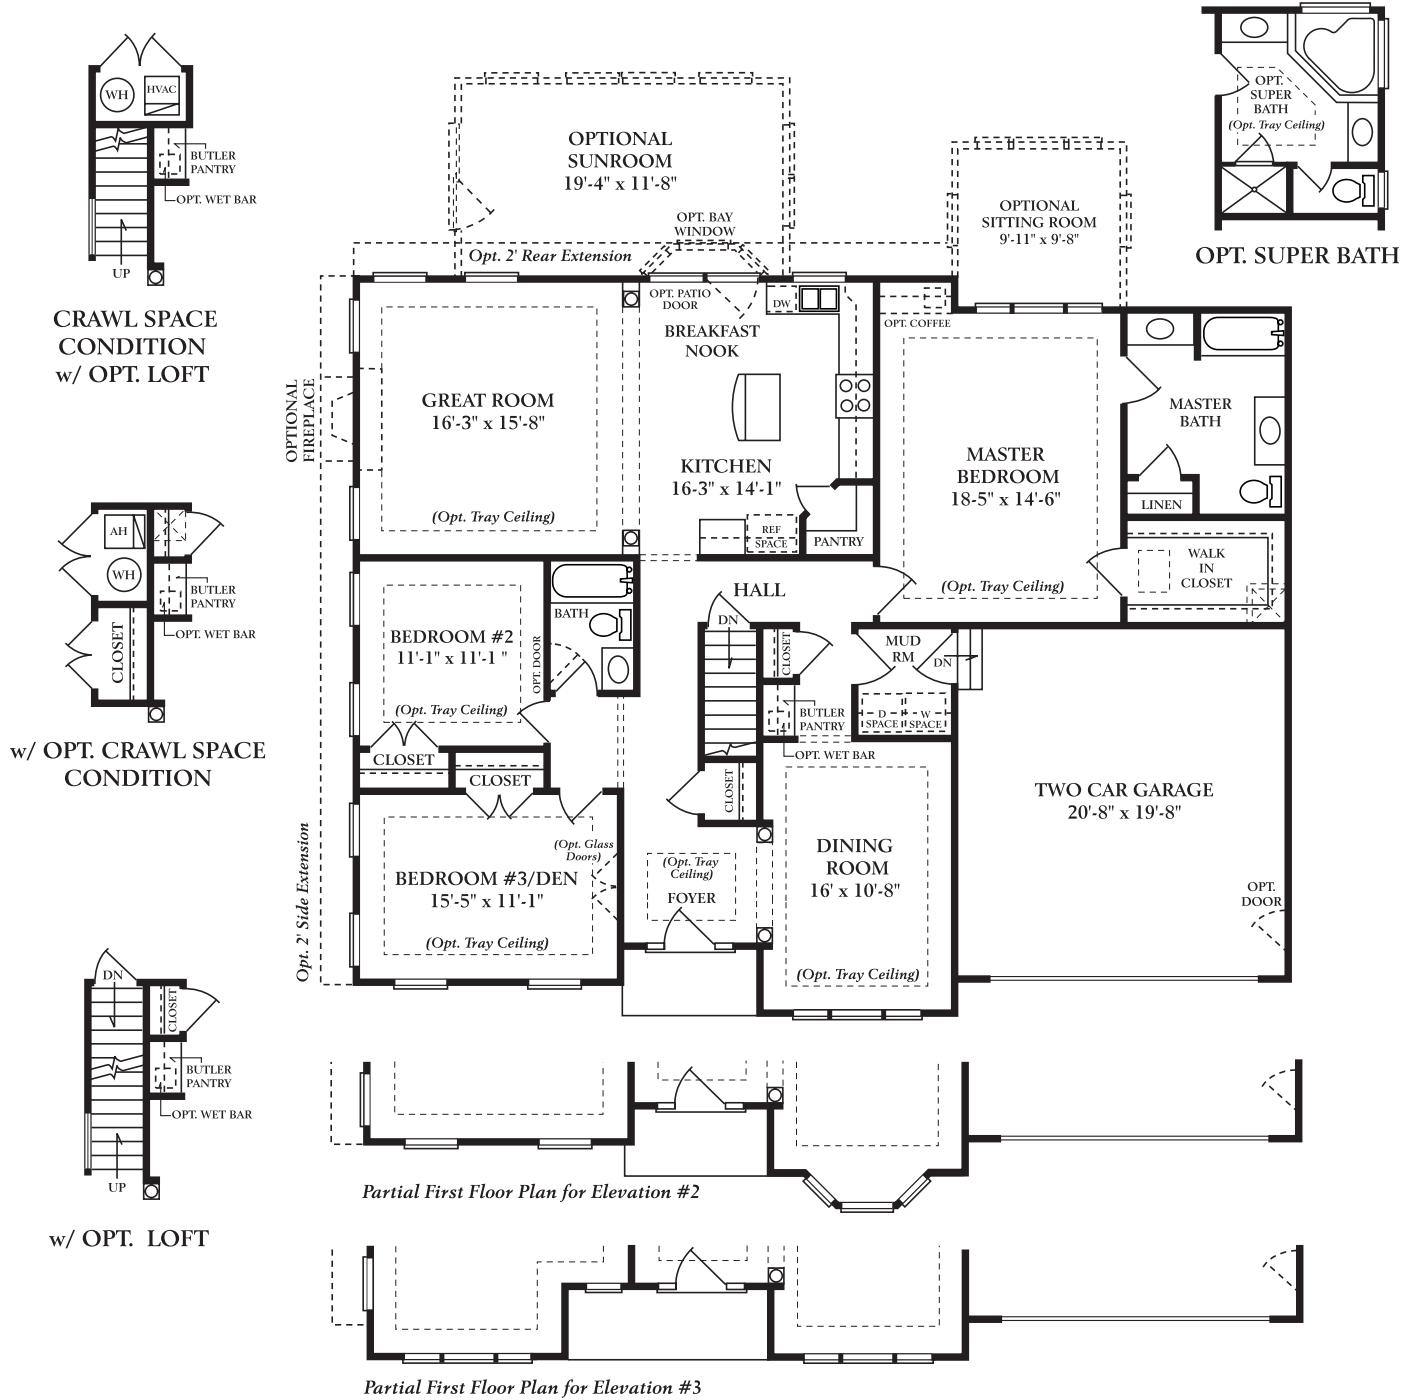 WH
HVAC
BUTLER
PANTRY
OPT. WET BAR
UP
CRAWL SPACE
CONDITION
w/ OPT. LOFT
OPTIONAL
SUNROOM
19'-4" x 11'-8"
OPT. BAY
WINDOW
Opt. 2' Rear Extension
OPTIONAL
SITTING ROOM
9'-11" x 9'-8"
OPT.
SUPER
BATH
(Opt. Tray Ceiling)
OPT. SUPER BATH
OPT. PATIO
DOOR
DW
BREAKFAST
NOOK
OPT. COFFEE
OPTIONAL
FIREPLACE
GREAT ROOM
16'-3" x 15'-8"
(Opt. Tray Ceiling)
KITCHEN
16-3" x 14'-1"
REF
SPACE
PANTRY
MASTER
BEDROOM
18-5" x 14'-6"
(Opt. Tray Ceiling)
MASTER
BATH
LINEN
WALK
IN
CLOSET
AH
WH
BUTLER
PANTRY
OPT. WET BAR
CLOSET
w/ OPT. CRAWL SPACE
CONDITION
BEDROOM #2
11'-1" x 11'-1 "
(Opt. Tray Ceiling)
BATH
OPT. DOOR
HALL
DN
CLOSET
MUD
RM
DN
D
SPACE
W
SPACE
BUTLER
PANTRY
OPT. WET BAR
CLOSET
CLOSET
CLOSET
Opt. 2' Side Extension
(Opt. Glass
Doors)
BEDROOM #3/DEN
15'-5" x 11'-1"
(Opt. Tray Ceiling)
(Opt. Tray
Ceiling)
FOYER
DINING
ROOM
16' x 10'-8"
(Opt. Tray Ceiling)
TWO CAR GARAGE
20'-8" x 19'-8"
OPT.
DOOR
DN
CLOSET
BUTLER
PANTRY
OPT. WET BAR
UP
w/ OPT. LOFT
Partial First Floor Plan for Elevation #2
Partial First Floor Plan for Elevation #3